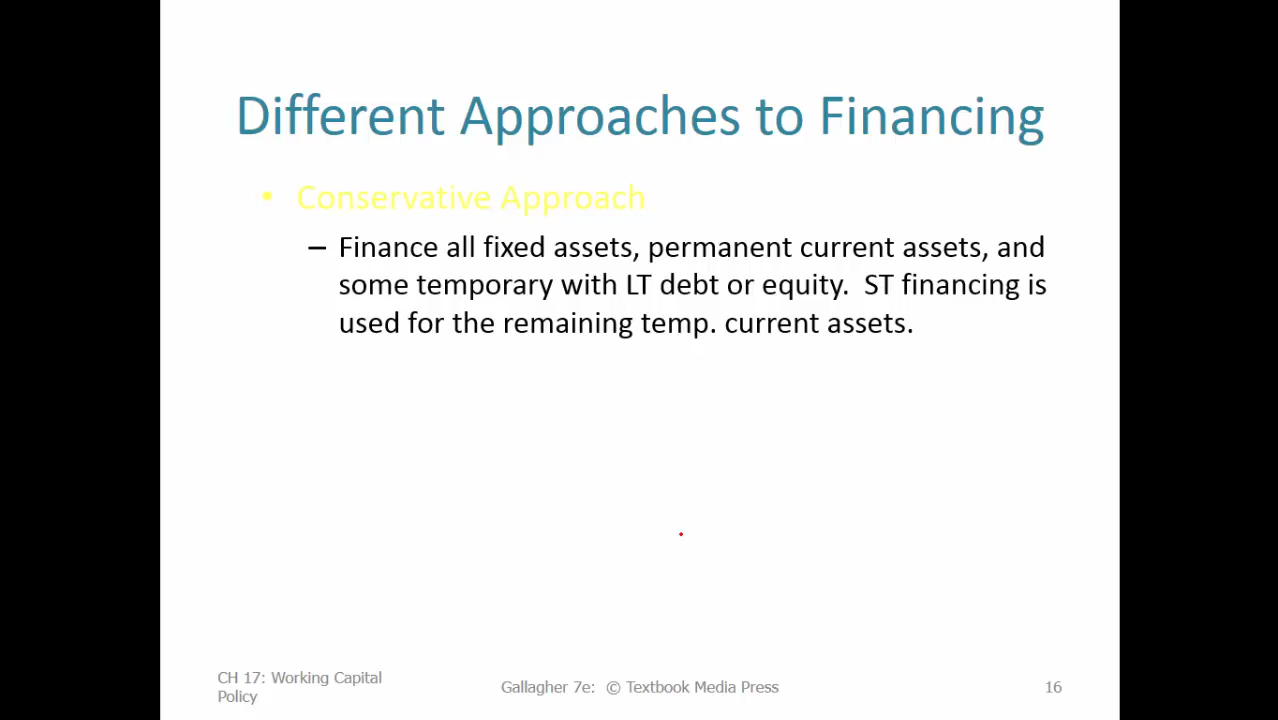 Different Approaches to Financing
• Conservative Approach
– Finance all fixed assets, permanent current assets, and
some temporary with LT debt or equity.  ST financing is
used for the remaining temp. current assets.
CH 17: Working Capital
Policy
Gallagher 7e:  © Textbook Media Press
16